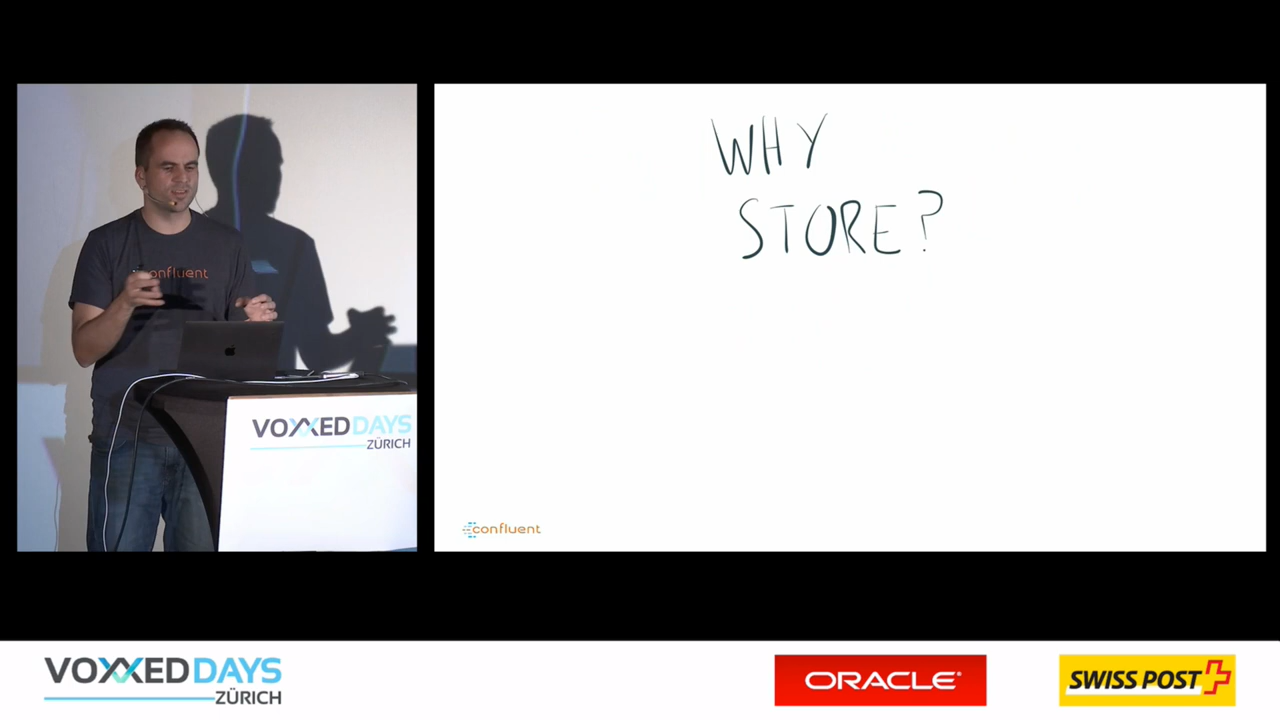 WHY
STORE?
confluent
VOXXED DAYS
ZÜRICH
confluent
VOXXED DAYS
ZÜRICH
ORACLE®
SWISS POST